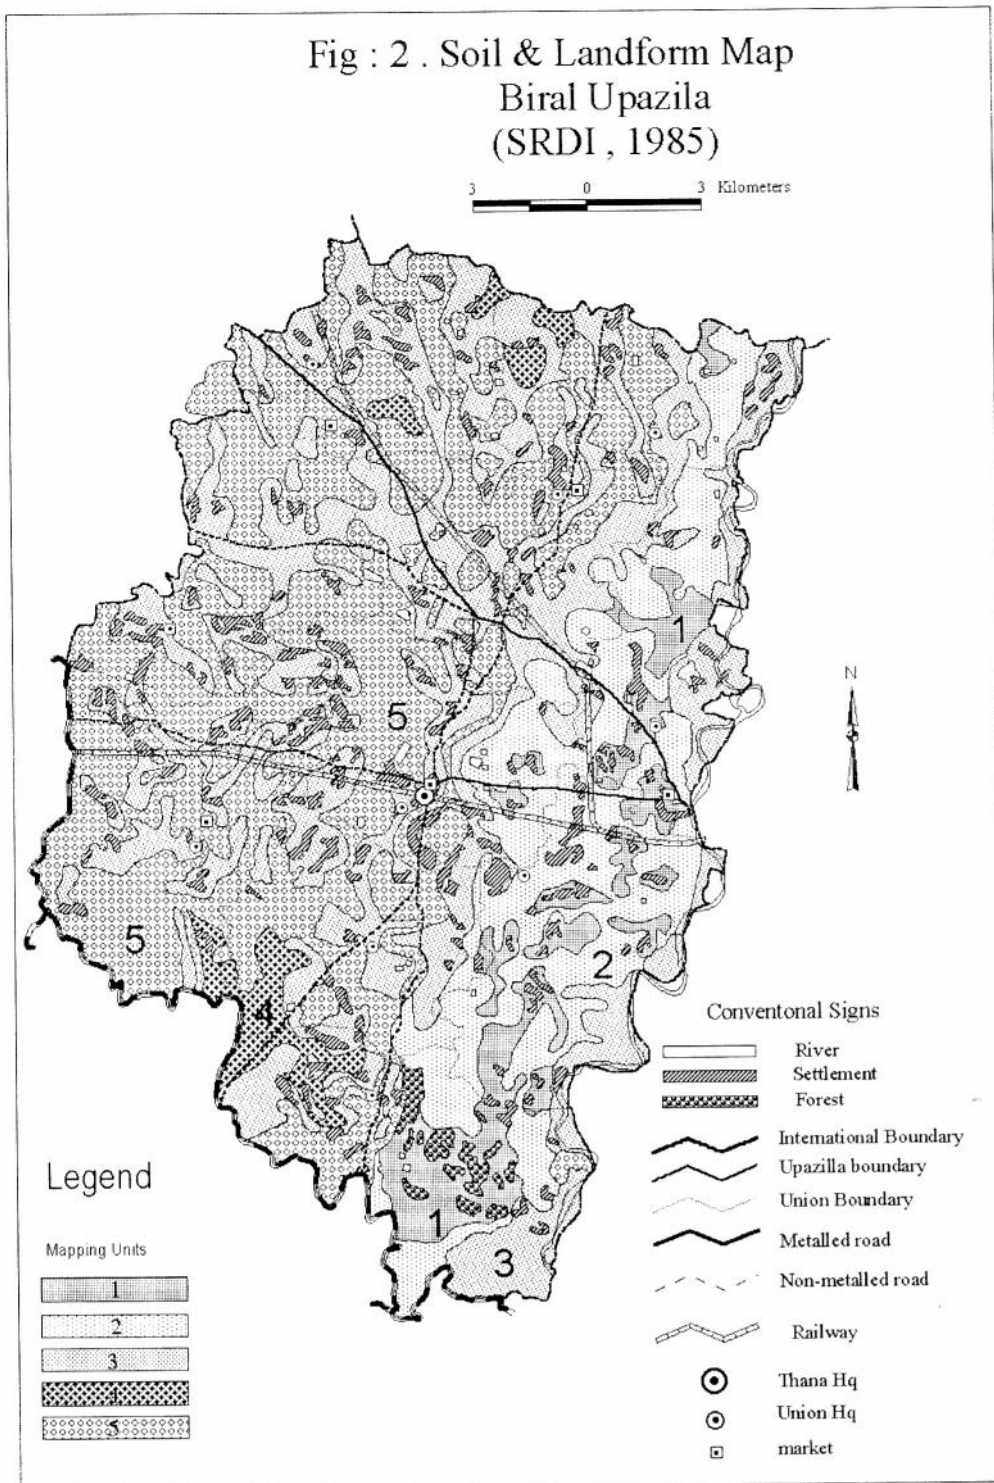 Fig : 2 . Soil & Landform Map
Biral Upazila
(SRDI , 1985)
3 0 3 Kilometers
1
N
5
5
2
4
1
3
Conventonal Signs
River
Settlement
Forest
International Boundary
Upazilla boundary
Union Boundary
Metalled road
Non-metalled road
Railway
Thana Hq
Union Hq
market
Legend
Mapping Units
1
2
3
4
5